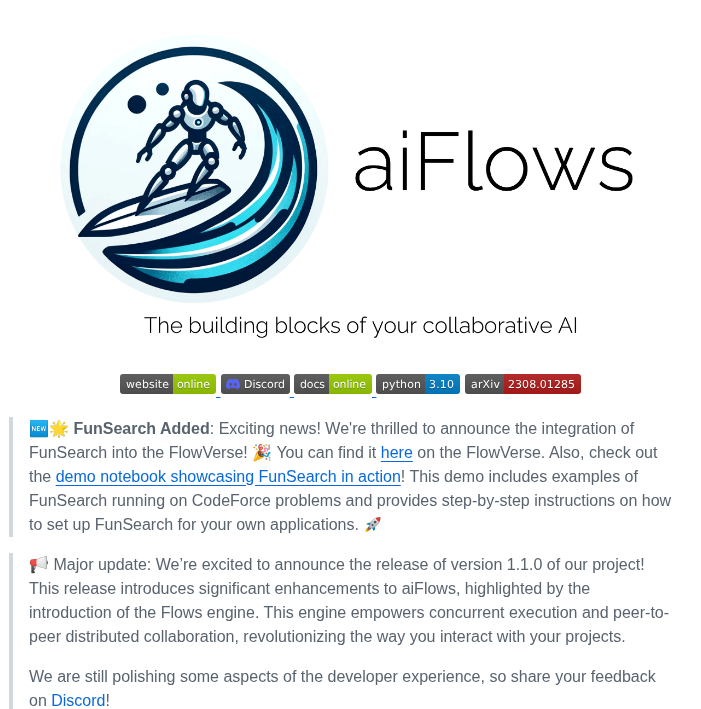 aiFlows
The building blocks of your collaborative AI
website online Discord docs online python 3.10 arXiv 2308.01285
🆕🌟 FunSearch Added: Exciting news! We're thrilled to announce the integration of
FunSearch into the FlowVerse! 🎉 You can find it here on the FlowVerse. Also, check out
the demo notebook showcasing FunSearch in action! This demo includes examples of
FunSearch running on CodeForce problems and provides step-by-step instructions on how
to set up FunSearch for your own applications. 🚀
📢 Major update: We’re excited to announce the release of version 1.1.0 of our project!
This release introduces significant enhancements to aiFlows, highlighted by the
introduction of the Flows engine. This engine empowers concurrent execution and peer-to-
peer distributed collaboration, revolutionizing the way you interact with your projects.
We are still polishing some aspects of the developer experience, so share your feedback
on Discord!